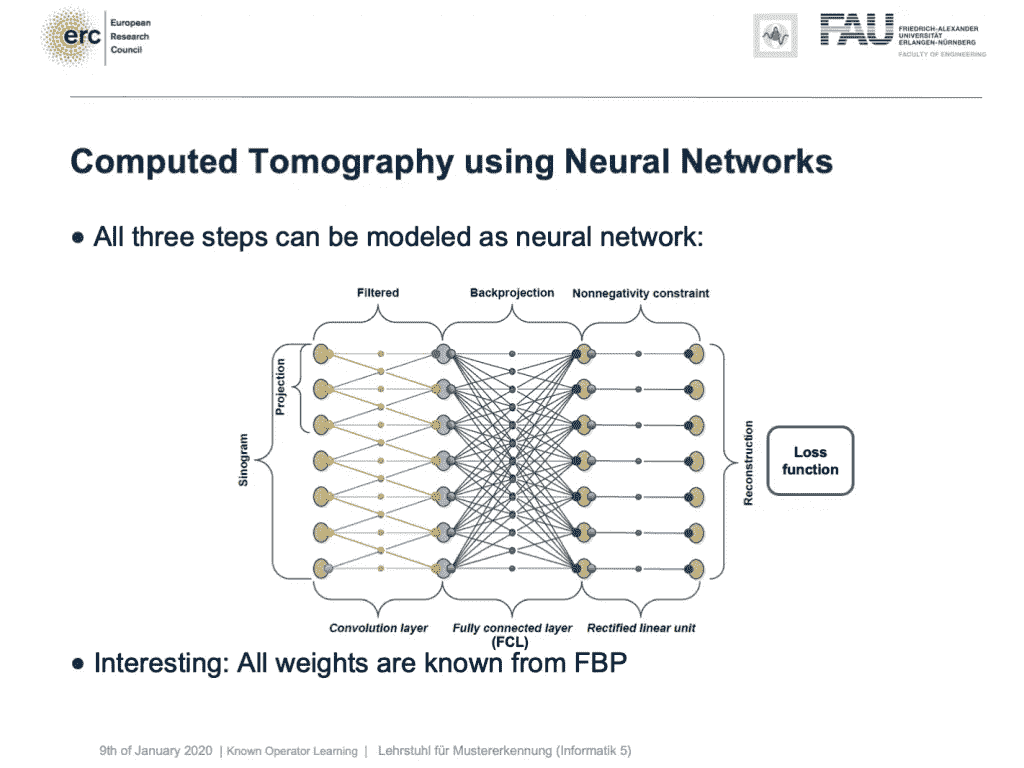 erc
European
Research
Council
FAU
FRIEDRICH-ALEXANDER
UNIVERSITÄT
ERLANGEN-NÜRNBERG
FACULTY OF ENGINEERING
Computed Tomography using Neural Networks
● All three steps can be modeled as neural network:
Filtered
Backprojection
Nonnegativity constraint
Projection
Sinogram
Reconstruction
Loss
function
Convolution layer
Fully connected layer
(FCL)
Rectified linear unit
● Interesting: All weights are known from FBP
9th of January 2020 | Known Operator Learning | Lehrstuhl für Mustererkennung (Informatik 5)